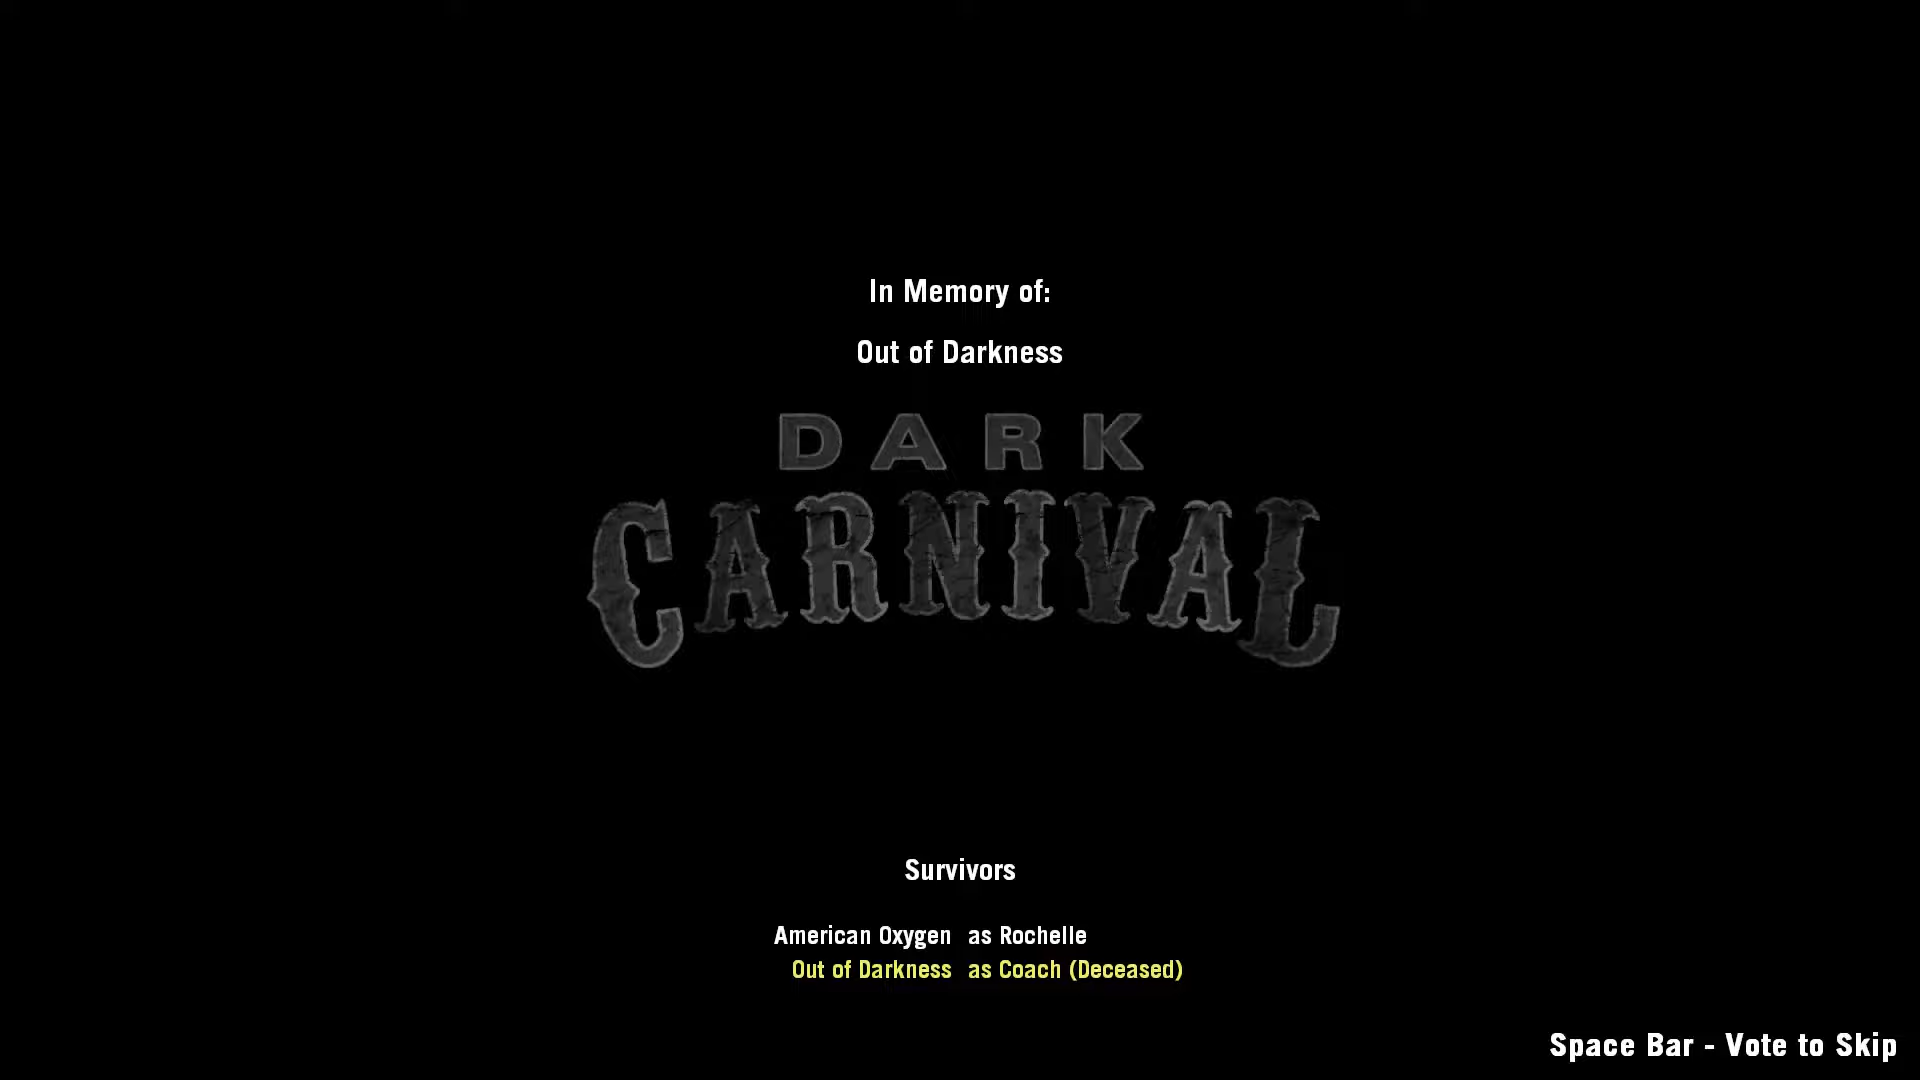 In Memory of:
Out of Darkness
DARK
CARNIVAL
Survivors
American Oxygen as Rochelle
Out of Darkness as Coach (Deceased)
Space Bar - Vote to Skip